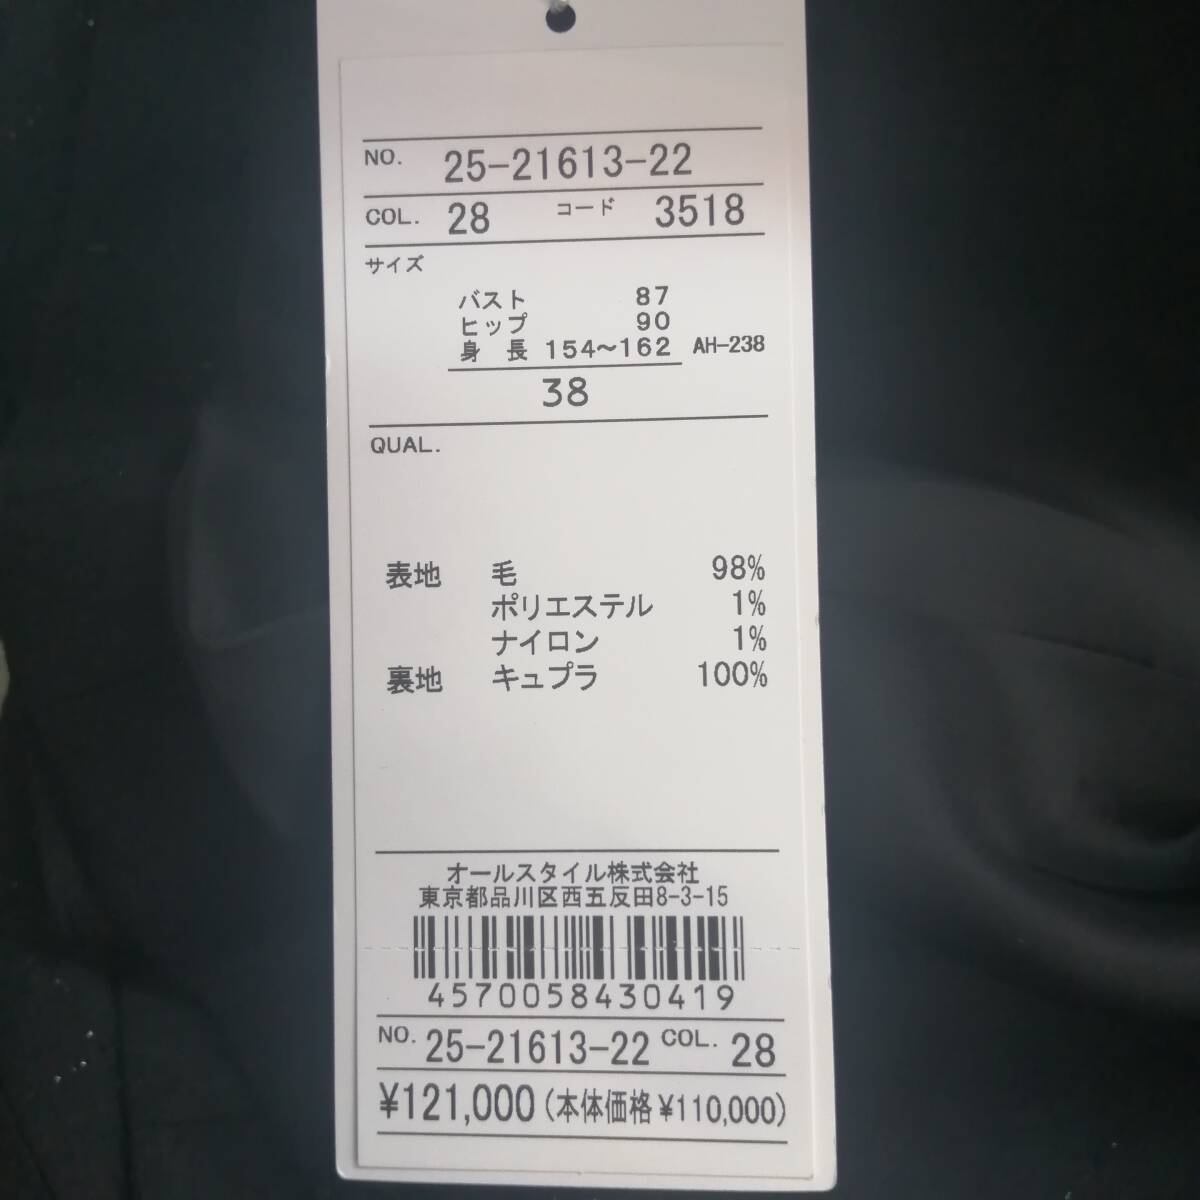 NO. 25-21613-22
COL. 28 コード 3518
サイズ
バスト 87
ヒップ 90
身長 154～162 AH-238
38
QUAL.
表地 毛 98%
ポリエステル 1%
ナイロン 1%
裏地 キュプラ 100%
オールスタイル株式会社
東京都品川区西五反田8-3-15
4570058430419
NO. 25-21613-22 COL. 28
¥121,000(本体価格¥110,000)